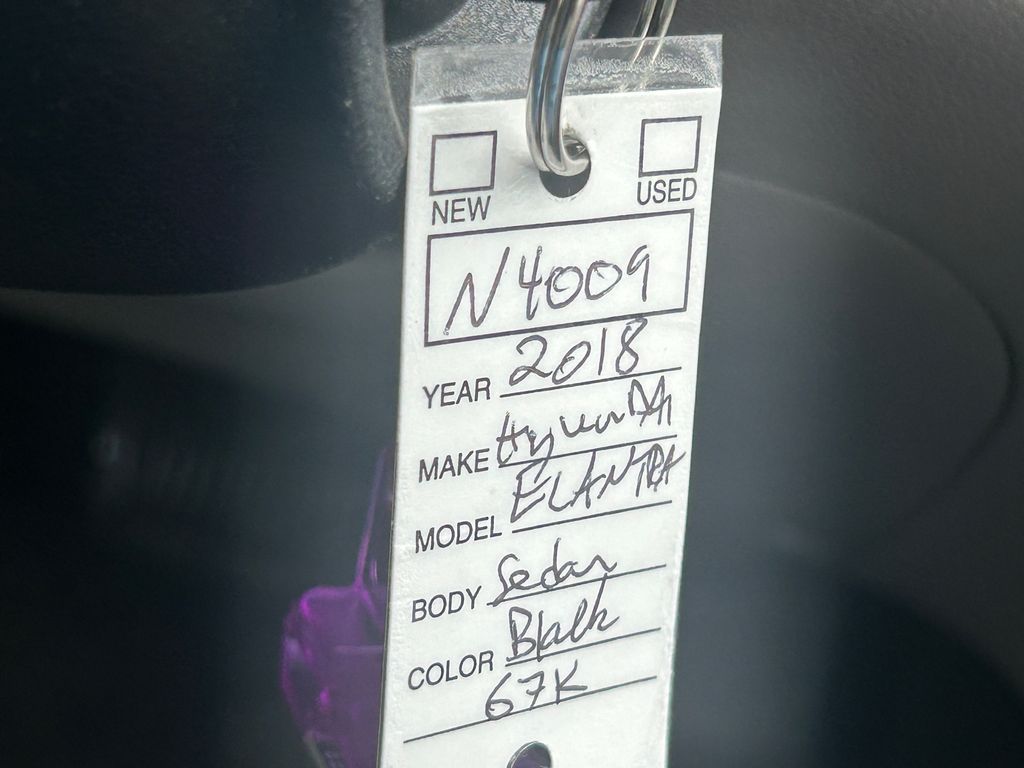 NEW USED
N4009
YEAR 2018
MAKE Hyundai
MODEL ELANTRA
BODY Sedan
COLOR Black
67K